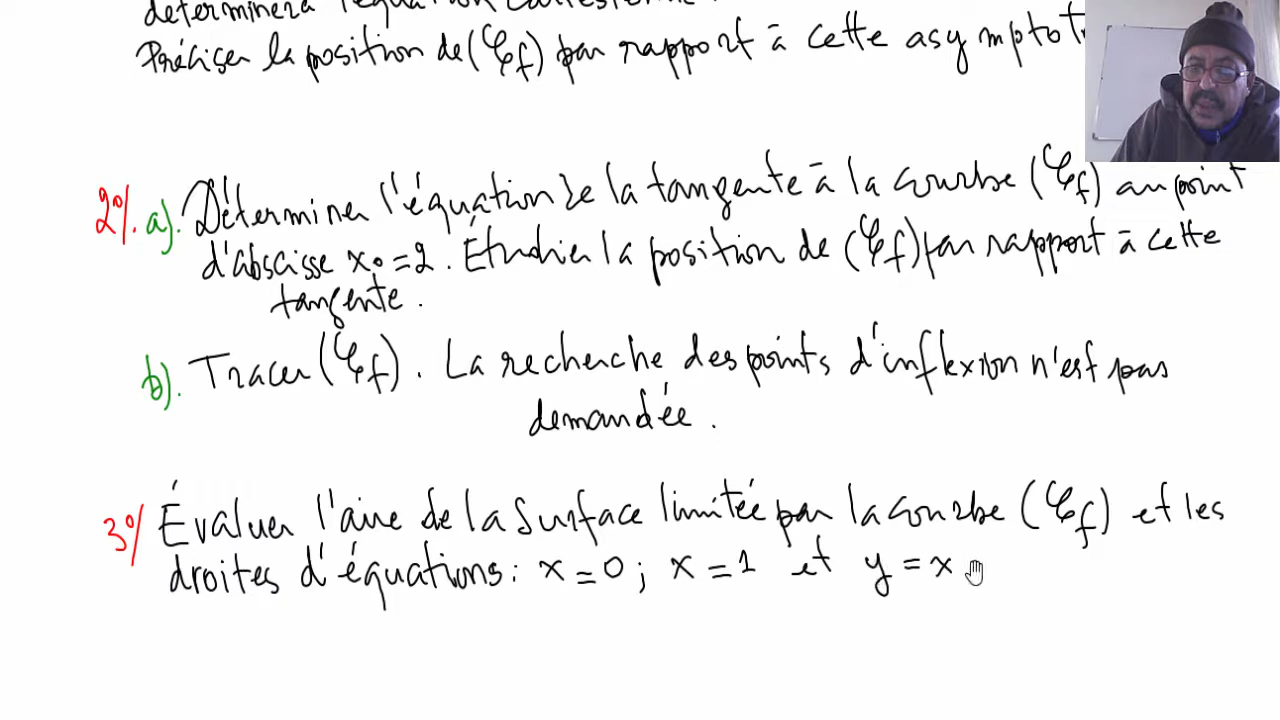 déterminera l'équation
Préciser la position de (𝒞f) par rapport à cette asymptot
2°/. a). Déterminer l'équation de la tangente à la courbe (𝒞f) au point
d'abscisse x₀ = 2. Étudier la position de (𝒞f) par rapport à cette
tangente.
b). Tracer (𝒞f). La recherche des points d'inflexion n'est pas
demandée.
3°/ Évaluer l'aire de la surface limitée par la courbe (𝒞f) et les
droites d'équations : x = 0 ; x = 1 et y = x